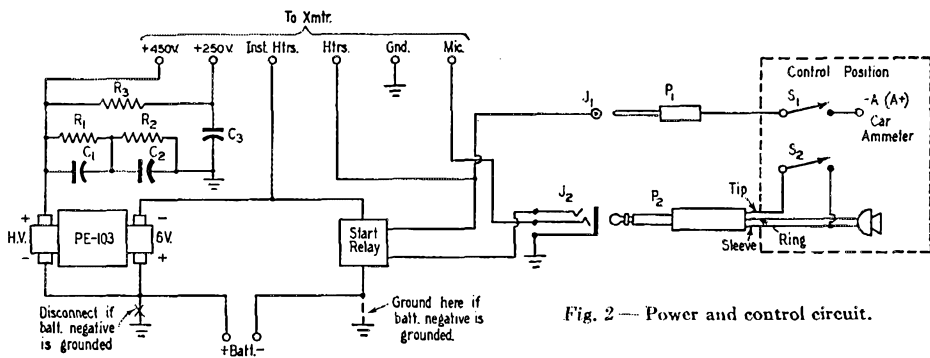 To Xmtr.
+450V. +250V. Inst. Htrs. Htrs. Gnd. Mic.
R3
R1 R2
C1 C2 C3
J1 P1
Control Position
S1
-A (A+)
Car
Ammeter
S2
J2 P2
Tip
Ring
Sleeve
+ - 
H.V. PE-103 6V.
- +
Start
Relay
Disconnect if
batt. negative
is grounded
+Batt.-
Ground here if
batt. negative is
grounded.
Fig. 2 — Power and control circuit.